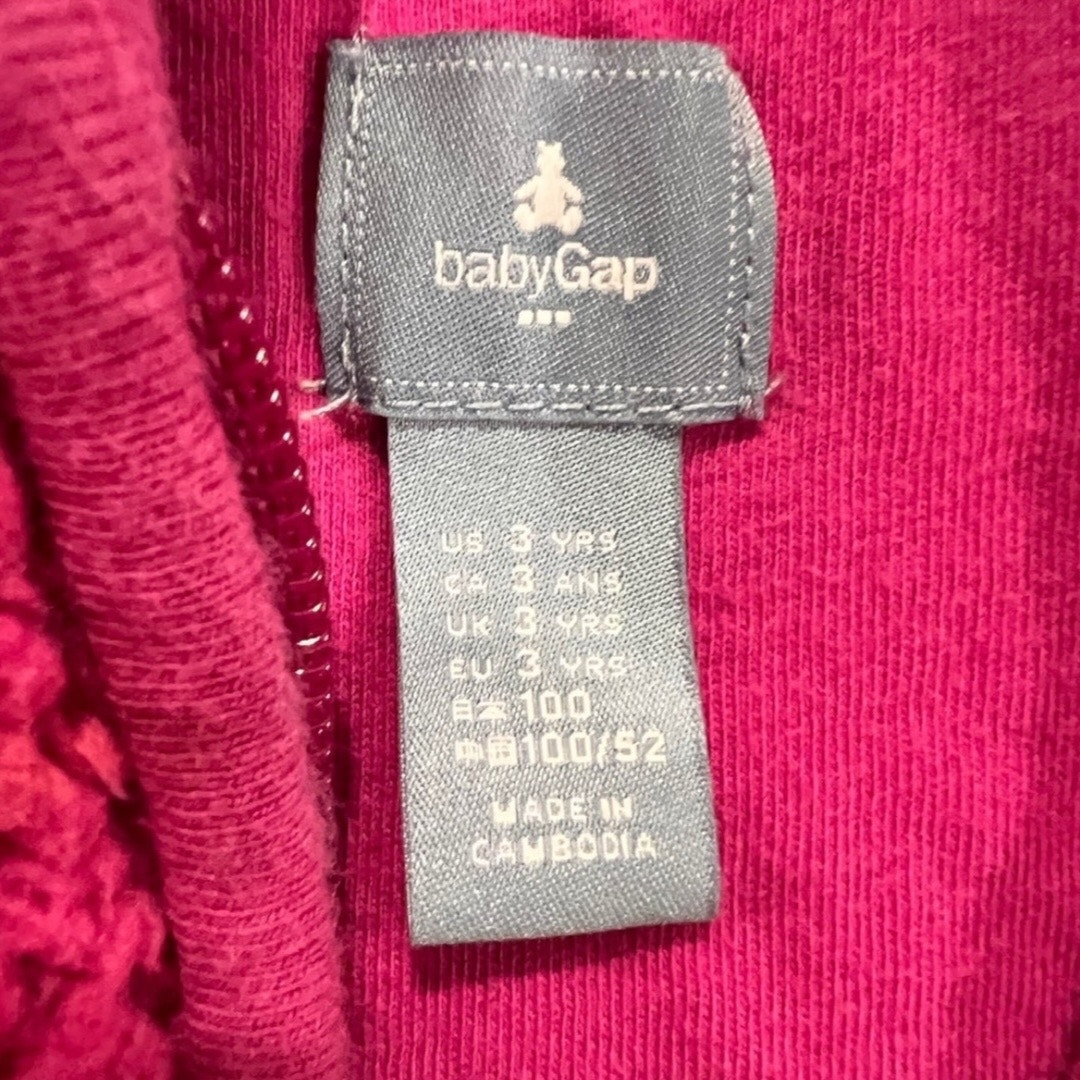 babyGap
US 3 YRS
CA 3 ANS
UK 3 YRS
EU 3 YRS
日本 100
中国 100/52
MADE IN
CAMBODIA